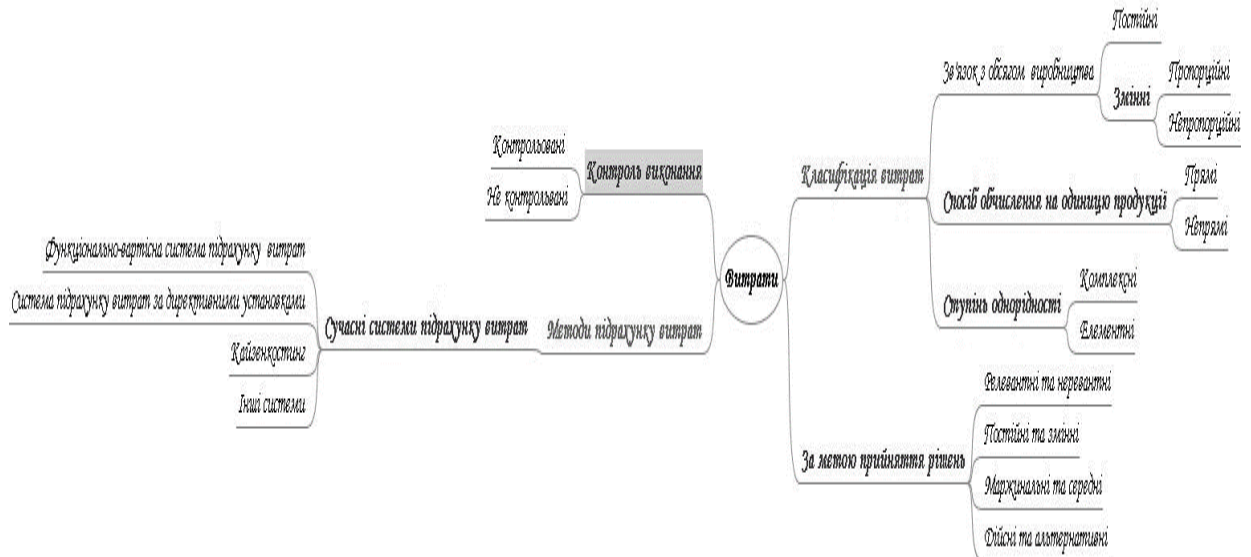 Витрати
Класифікація витрат
Зв'язок з обсягом виробництва
Постійні
Змінні
Пропорційні
Непропорційні
Спосіб обчислення на одиницю продукції
Прямі
Непрямі
Ступінь однорідності
Комплексні
Елементні
За метою прийняття рішень
Релевантні та неревантні
Постійні та змінні
Маржинальні та середні
Дійсні та альтернативні
Контроль виконання
Контрольовані
Не контрольвані
Методи підрахунку витрат
Сучасні системи підрахунку витрат
Функціонально-вартісна система підрахунку витрат
Система підрахунку витрат за директивними установками
Кайзенкостинг
Інші системи